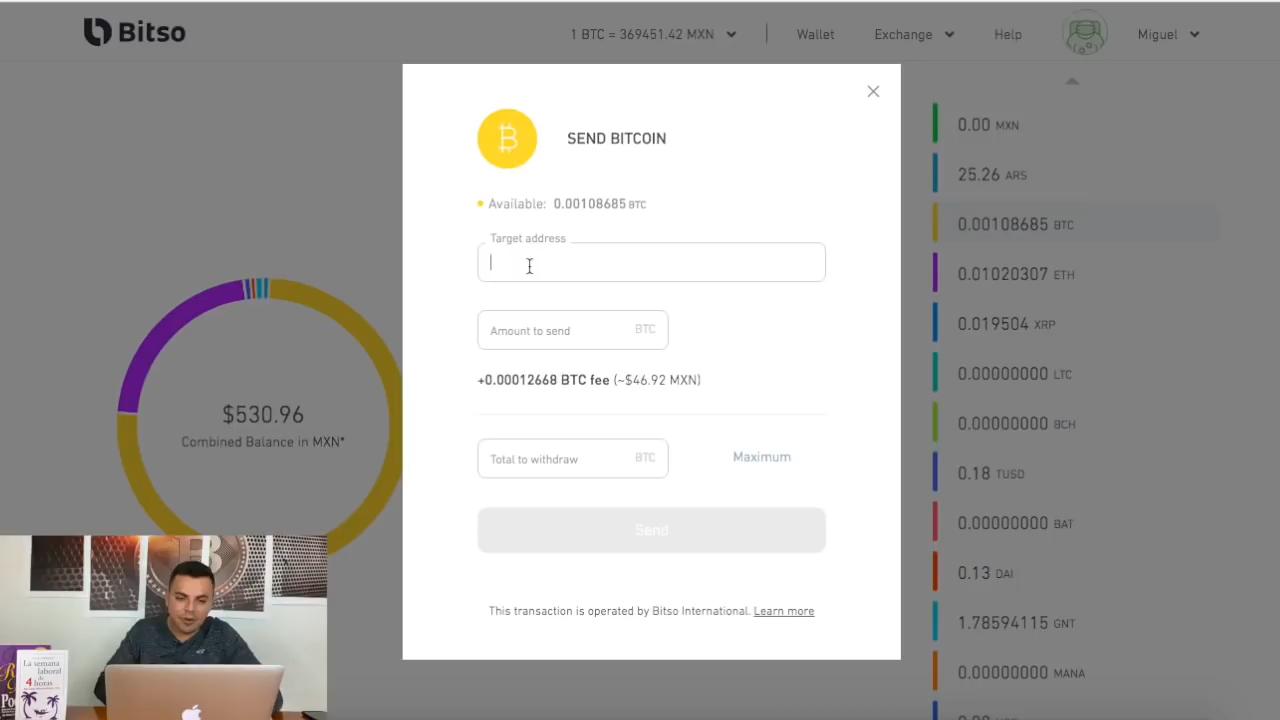 Bitso
1 BTC = 369451.42 MXN
Wallet
Exchange
Help
Miguel
SEND BITCOIN
Available: 0.00108685 BTC
Target address
Amount to send BTC
+0.00012668 BTC fee (~$46.92 MXN)
Total to withdraw BTC
Maximum
Send
This transaction is operated by Bitso International. Learn more
$530.96
Combined Balance in MXN*
0.00 MXN
25.26 ARS
0.00108685 BTC
0.01020307 ETH
0.019504 XRP
0.00000000 LTC
0.00000000 BCH
0.18 TUSD
0.00000000 BAT
0.13 DAI
1.78594115 GNT
0.00000000 MANA
La semana
laboral
de
4 horas